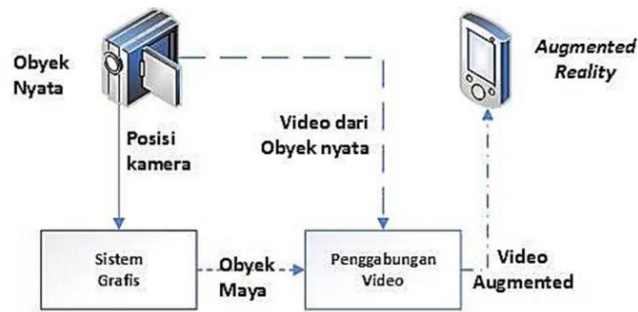 Obyek
Nyata
Augmented
Reality
Posisi
kamera
Video dari
Obyek nyata
Sistem
Grafis
Obyek
Maya
Penggabungan
Video
Video
Augmented